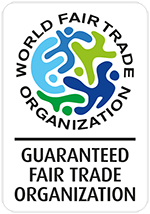 WORLD FAIR TRADE
ORGANIZATION
GUARANTEED
FAIR TRADE
ORGANIZATION